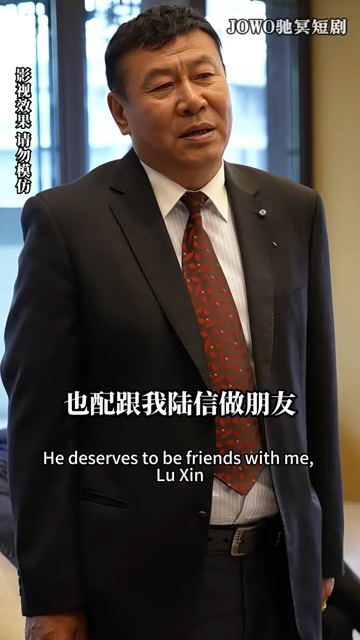 JOWO驰冥短剧
影视效果 请勿模仿
也配跟我陆信做朋友
He deserves to be friends with me,
Lu Xin